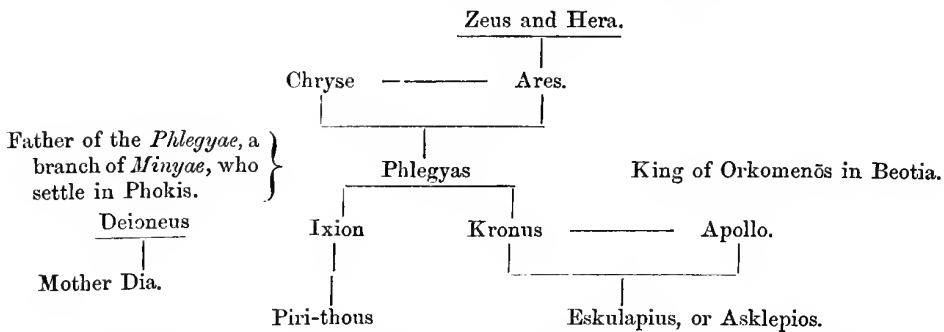 Zeus and Hera.
Chryse Ares.
Father of the Phlegyae, a
branch of Minyae, who
settle in Phokis.
Phlegyas King of Orkomenōs in Beotia.
Deioneus
Ixion Kronus Apollo.
Mother Dia.
Piri-thous Eskulapius, or Asklepios.